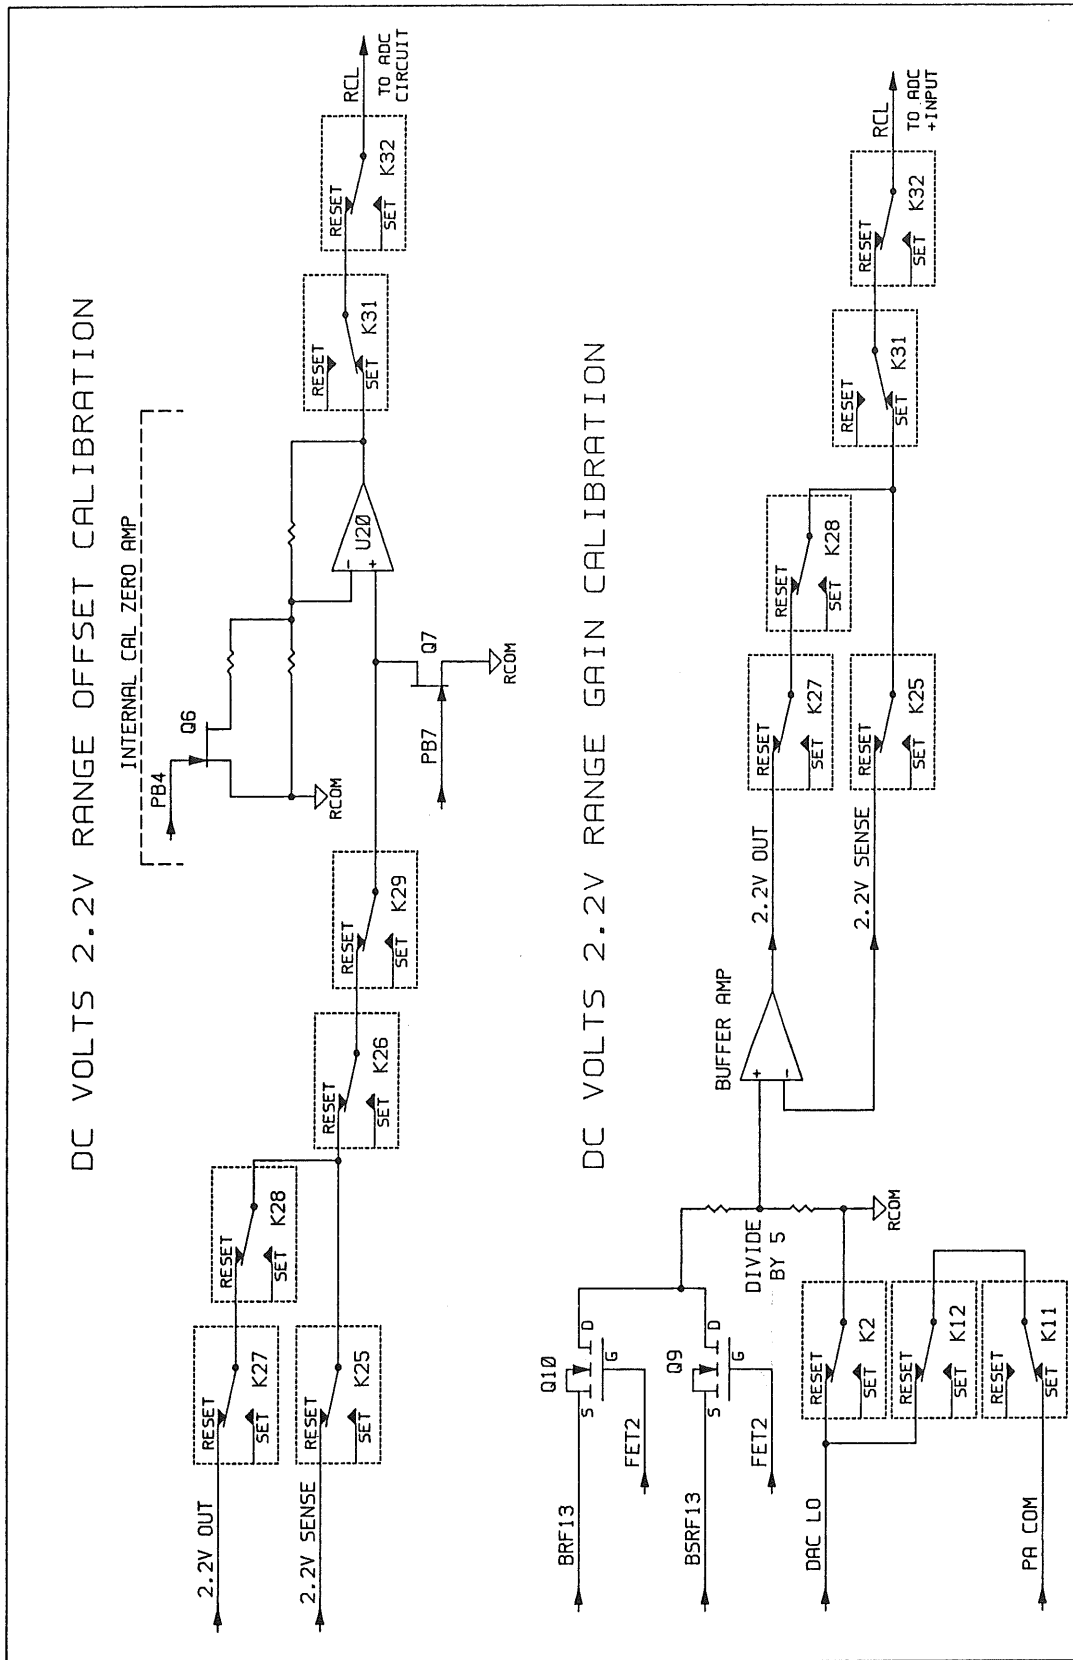 DC VOLTS 2.2V RANGE OFFSET CALIBRATION
INTERNAL CAL ZERO AMP
PB4
Q6
RCOM
2.2V OUT
RESET
SET
K27
RESET
SET
K28
2.2V SENSE
RESET
SET
K25
RESET
SET
K26
RESET
SET
K29
PB7
Q7
RCOM
-
+
U20
RESET
SET
K31
RESET
SET
K32
RCL
TO ADC
CIRCUIT
DC VOLTS 2.2V RANGE GAIN CALIBRATION
BRF13
Q10
S
D
G
FET2
BSRF13
Q9
S
D
G
FET2
DAC LO
RESET
SET
K2
RESET
K12
SET
PA COM
RESET
SET
K11
DIVIDE
BY 5
RCOM
BUFFER AMP
+
-
2.2V OUT
2.2V SENSE
RESET
SET
K27
RESET
SET
K28
RESET
SET
K25
RESET
SET
K31
RESET
SET
K32
RCL
TO ADC
+INPUT